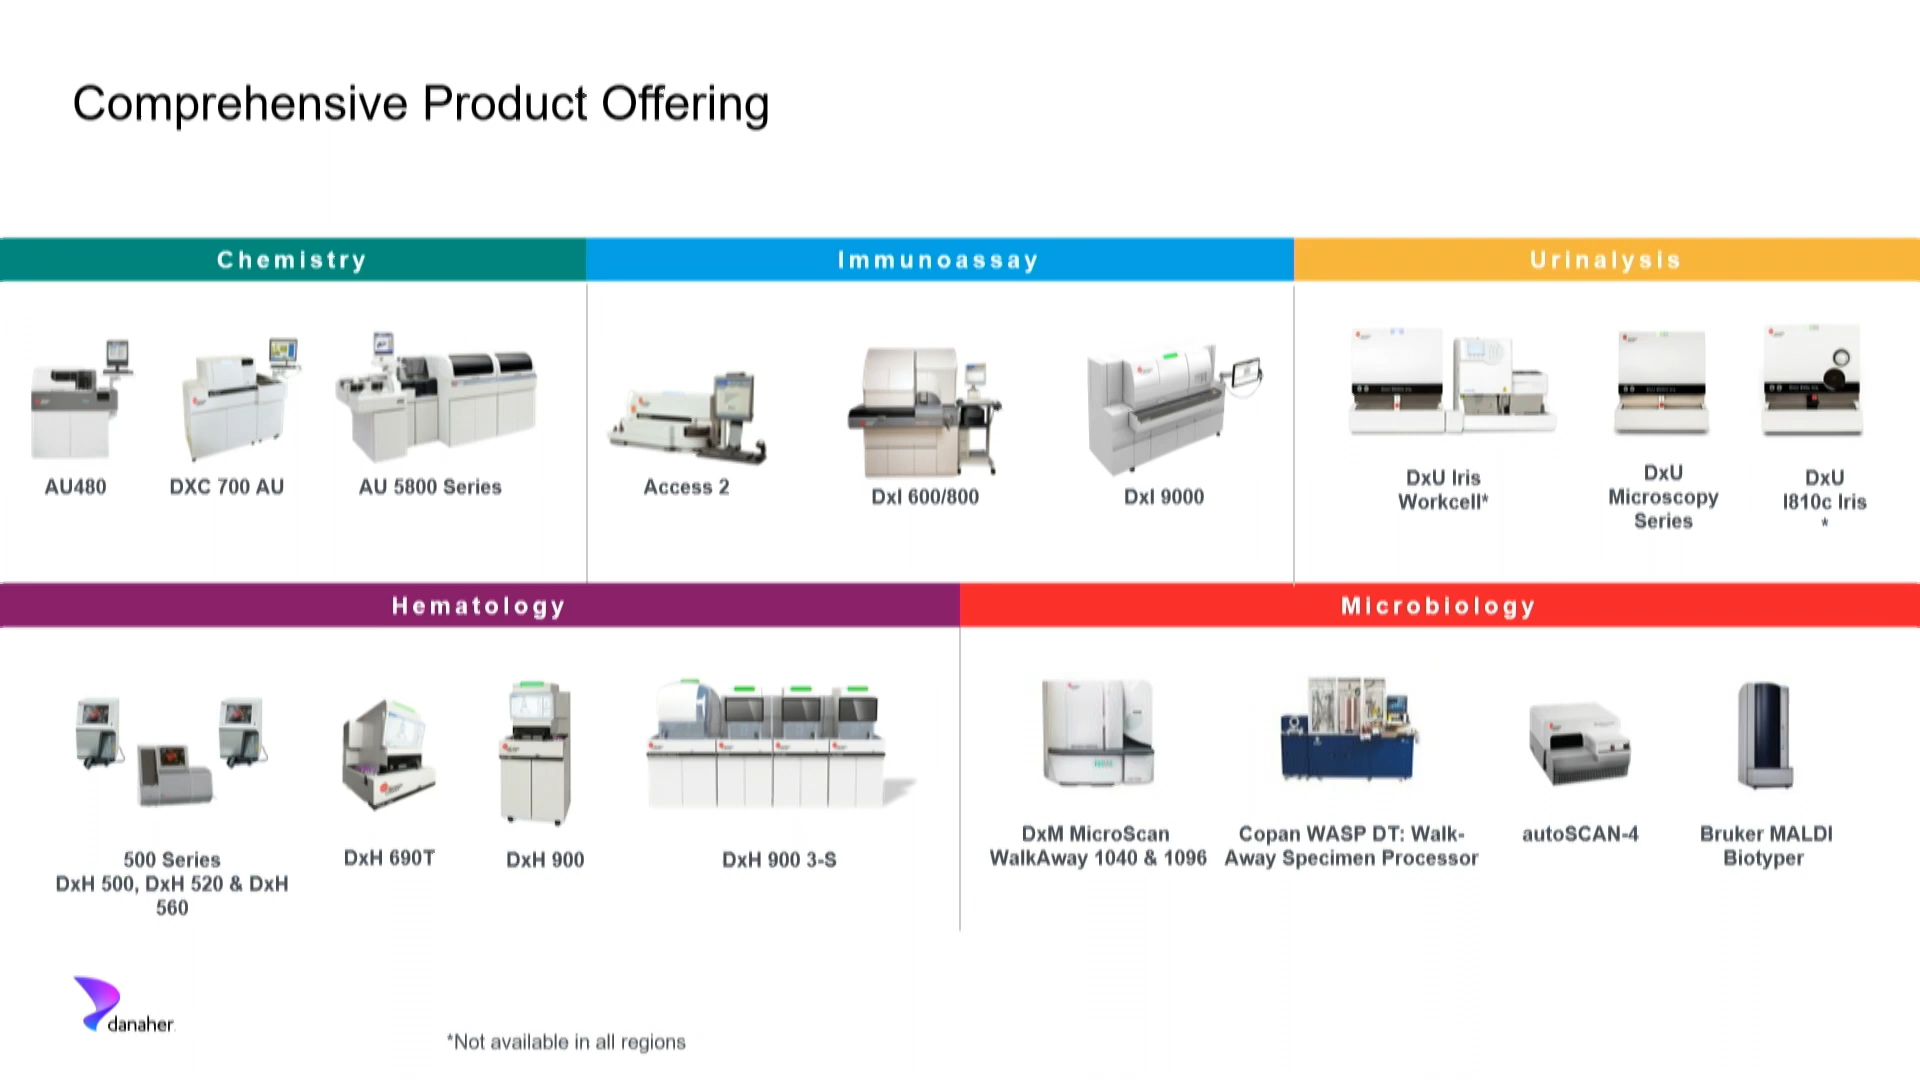 Comprehensive Product Offering
Chemistry
Immunoassay
Urinalysis
AU480
DXC 700 AU
AU 5800 Series
Access 2
DxI 600/800
DxI 9000
DxU Iris
Workcell*
DxU
Microscopy
Series
DxU
I810c Iris
*
Hematology
Microbiology
500 Series
DxH 500, DxH 520 & DxH
560
DxH 690T
DxH 900
DxH 900 3-S
DxM MicroScan
WalkAway 1040 & 1096
Copan WASP DT: Walk-
Away Specimen Processor
autoSCAN-4
Bruker MALDI
Biotyper
danaher
*Not available in all regions